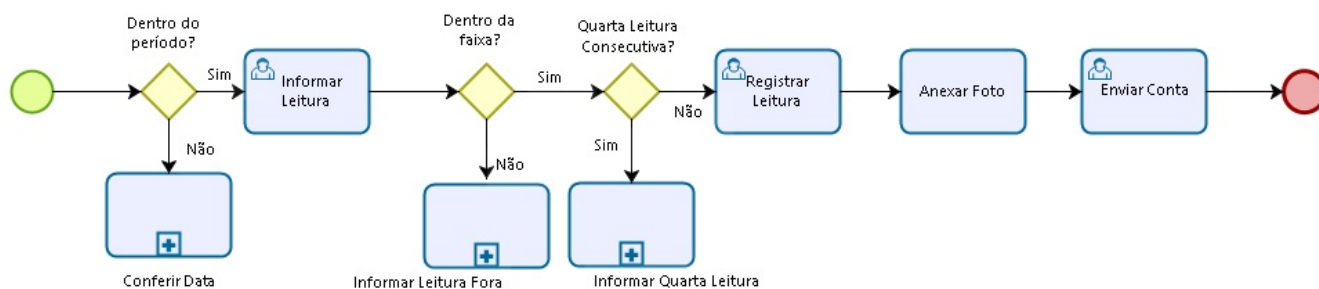 Dentro do
período?
Sim
Não
Conferir Data
Informar
Leitura
Dentro da
faixa?
Sim
Não
Informar Leitura Fora
Quarta Leitura
Consecutiva?
Não
Sim
Informar Quarta Leitura
Registrar
Leitura
Anexar Foto
Enviar Conta